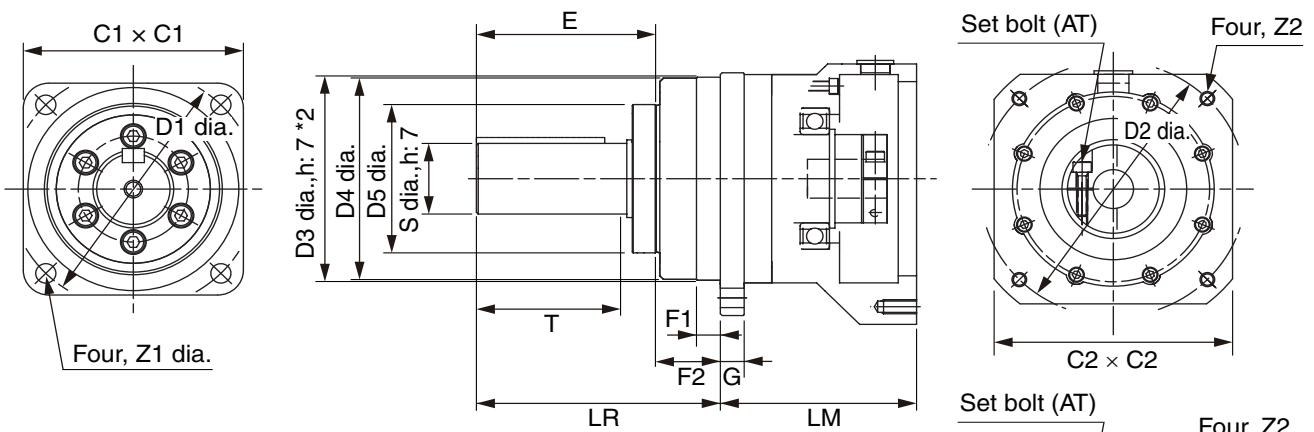 C1 × C1
D1 dia.
Four, Z1 dia.
E
D3 dia.,h: 7 *2
D4 dia.
D5 dia.
S dia.,h: 7
T
F1
F2
G
LR
LM
Set bolt (AT)
Four, Z2
D2 dia.
C2 × C2
Set bolt (AT)
Four, Z2